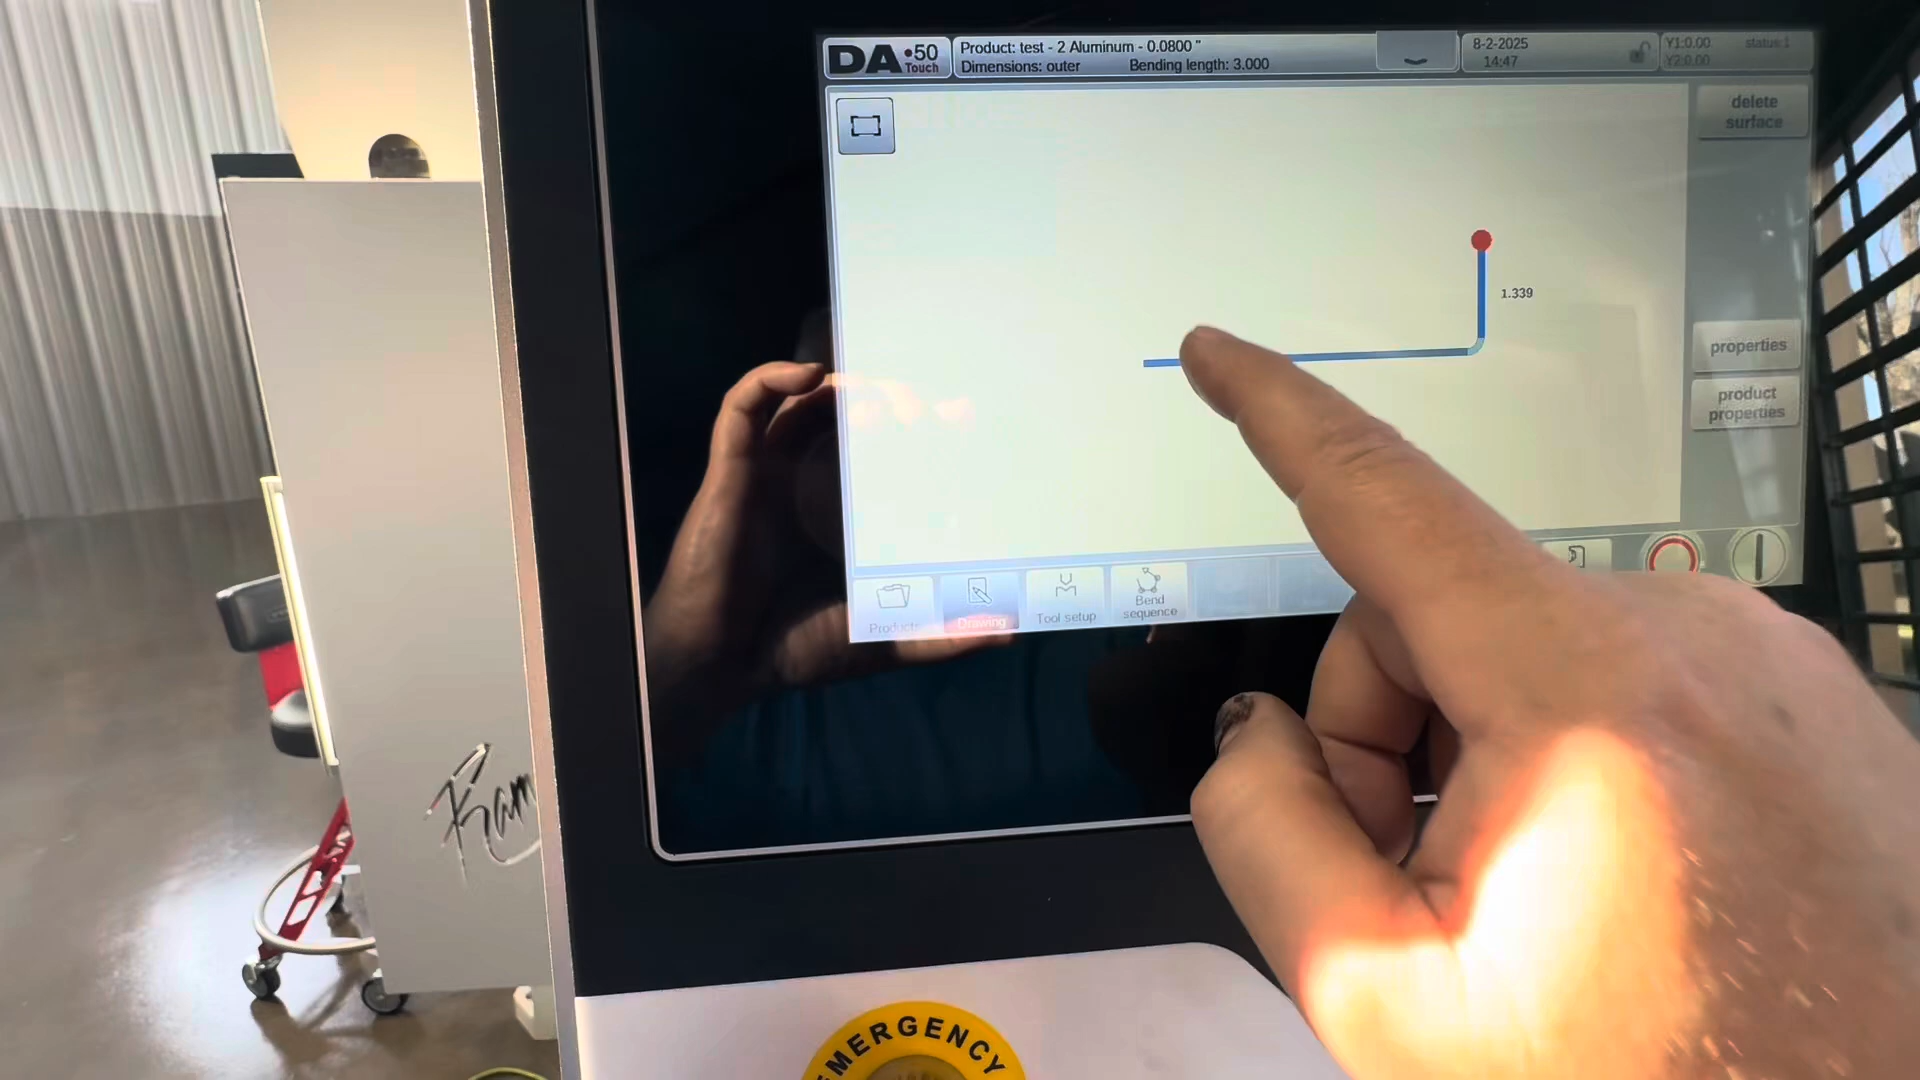 DA•50
Touch
Product: test - 2 Aluminum - 0.0800 "
Dimensions: outer Bending length: 3.000
8-2-2025
14:47
Y1:0.00 status:1
Y2:0.00
delete
surface
1.339
properties
product
properties
Products
Drawing
Tool setup
Bend
sequence
Ram
EMERGENCY